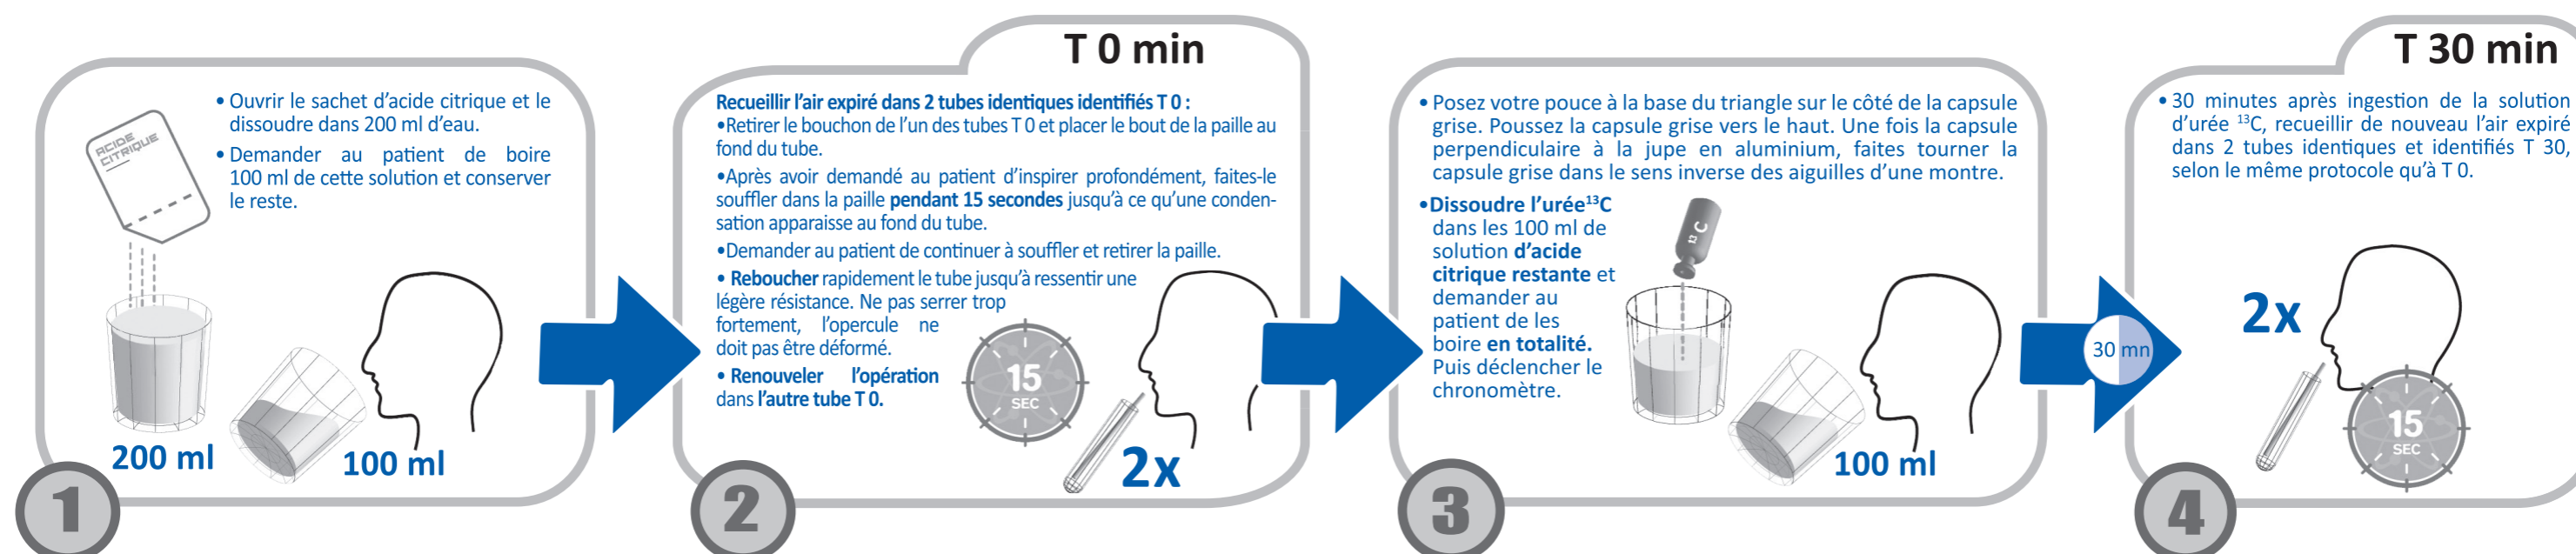 • Ouvrir le sachet d'acide citrique et le
dissoudre dans 200 ml d'eau.
• Demander au patient de boire
100 ml de cette solution et conserver
le reste.
ACIDE
CITRIQUE
200 ml
100 ml
1
T 0 min
Recueillir l'air expiré dans 2 tubes identiques identifiés T 0 :
•Retirer le bouchon de l'un des tubes T 0 et placer le bout de la paille au
fond du tube.
•Après avoir demandé au patient d'inspirer profondément, faites-le
souffler dans la paille pendant 15 secondes jusqu'à ce qu'une conden-
sation apparaisse au fond du tube.
•Demander au patient de continuer à souffler et retirer la paille.
• Reboucher rapidement le tube jusqu'à ressentir une
légère résistance. Ne pas serrer trop
fortement, l'opercule ne
doit pas être déformé.
• Renouveler l'opération
dans l'autre tube T 0.
15
SEC
2x
2
• Posez votre pouce à la base du triangle sur le côté de la capsule
grise. Poussez la capsule grise vers le haut. Une fois la capsule
perpendiculaire à la jupe en aluminium, faites tourner la
capsule grise dans le sens inverse des aiguilles d'une montre.
•Dissoudre l'urée¹³C
dans les 100 ml de
solution d'acide
citrique restante et
demander au
patient de les
boire en totalité.
Puis déclencher le
chronomètre.
¹³C
100 ml
3
30 mn
T 30 min
• 30 minutes après ingestion de la solution
d'urée ¹³C, recueillir de nouveau l'air expiré
dans 2 tubes identiques et identifiés T 30,
selon le même protocole qu'à T 0.
2x
15
SEC
4